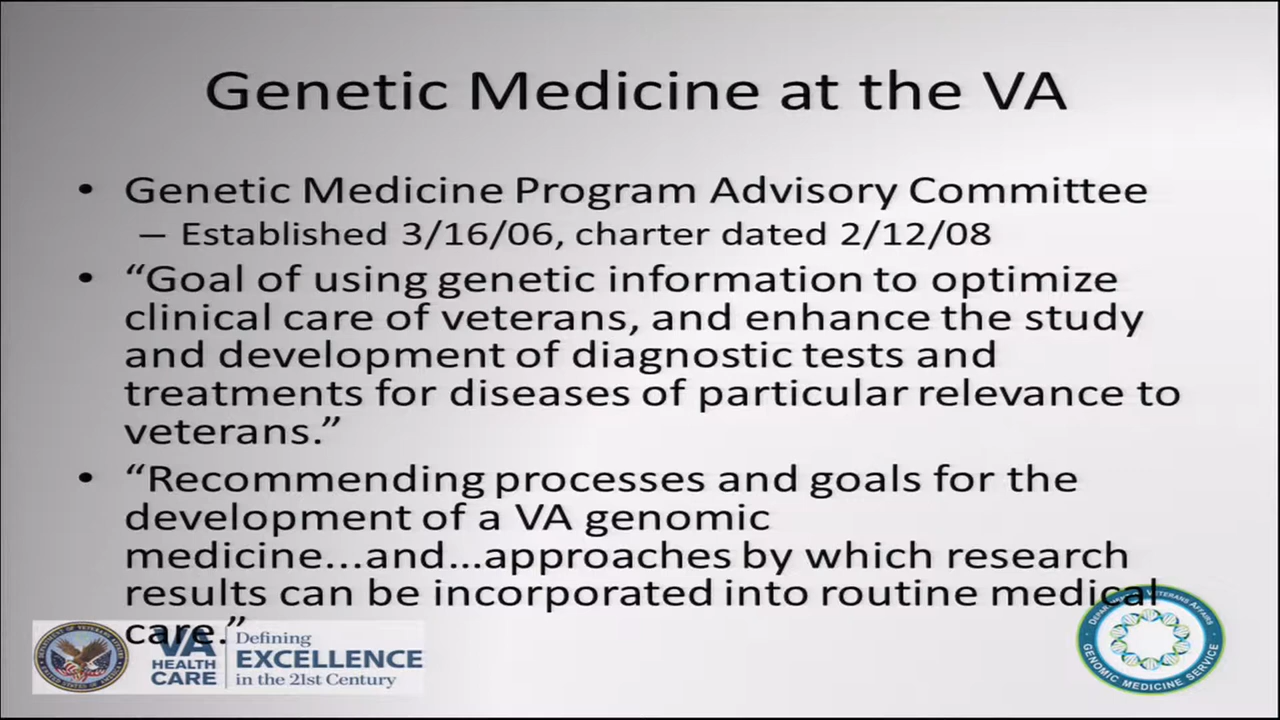 Genetic Medicine at the VA
• Genetic Medicine Program Advisory Committee
– Established 3/16/06, charter dated 2/12/08
• “Goal of using genetic information to optimize
clinical care of veterans, and enhance the study
and development of diagnostic tests and
treatments for diseases of particular relevance to
veterans.”
• “Recommending processes and goals for the
development of a VA genomic
medicine...and...approaches by which research
results can be incorporated into routine medical
care.”
VA
HEALTH
CARE
Defining
EXCELLENCE
in the 21st Century
GENOMIC MEDICINE SERVICE